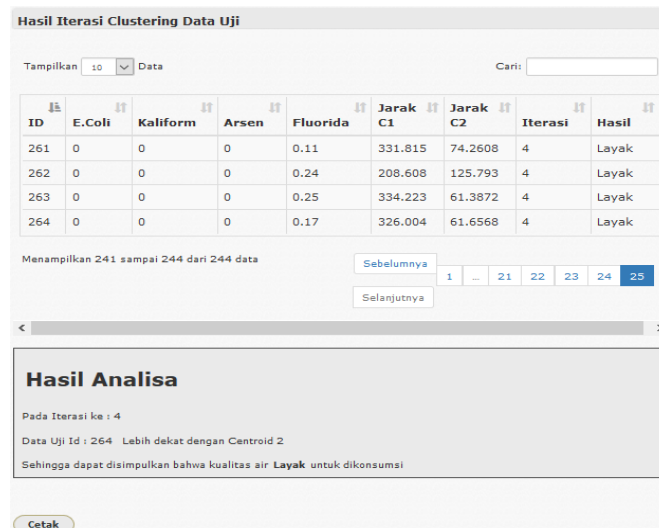 Hasil Iterasi Clustering Data Uji
Tampilkan 10 Data Cari:
ID E.Coli Kaliform Arsen Fluorida Jarak C1 Jarak C2 Iterasi Hasil
261 0 0 0 0.11 331.815 74.2608 4 Layak
262 0 0 0 0.24 208.608 125.793 4 Layak
263 0 0 0 0.25 334.223 61.3872 4 Layak
264 0 0 0 0.17 326.004 61.6568 4 Layak
Menampilkan 241 sampai 244 dari 244 data
Sebelumnya 1 ... 21 22 23 24 25
Selanjutnya
Hasil Analisa
Pada Iterasi ke : 4
Data Uji Id : 264 Lebih dekat dengan Centroid 2
Sehingga dapat disimpulkan bahwa kualitas air Layak untuk dikonsumsi
Cetak